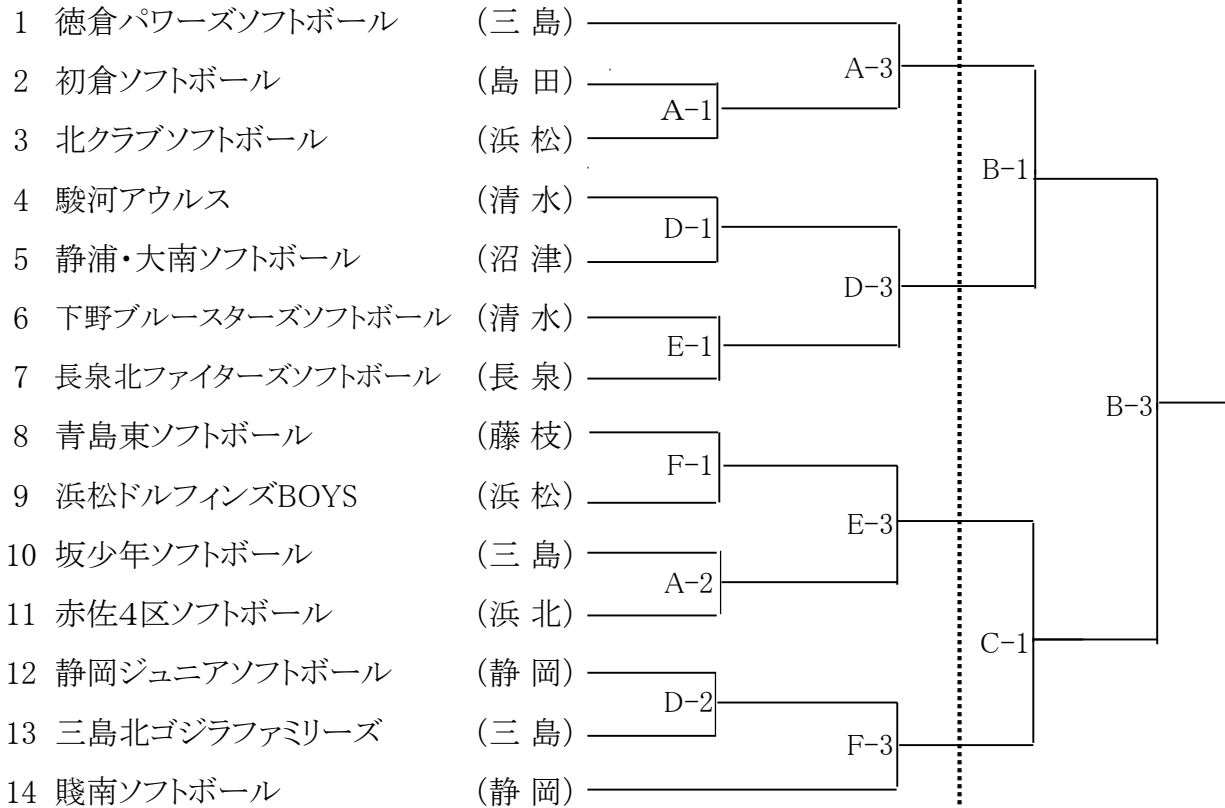 1 徳倉パワーズソフトボール (三 島)
A-3
2 初倉ソフトボール (島 田)
A-1
3 北クラブソフトボール (浜 松)
B-1
4 駿河アウルス (清 水)
D-1
5 静浦・大南ソフトボール (沼 津)
D-3
6 下野ブルースターズソフトボール (清 水)
E-1
7 長泉北ファイターズソフトボール (長 泉)
B-3
8 青島東ソフトボール (藤 枝)
F-1
9 浜松ドルフィンズBOYS (浜 松)
E-3
10 坂少年ソフトボール (三 島)
A-2
11 赤佐4区ソフトボール (浜 北)
C-1
12 静岡ジュニアソフトボール (静 岡)
D-2
13 三島北ゴジラファミリーズ (三 島)
F-3
14 賤南ソフトボール (静 岡)